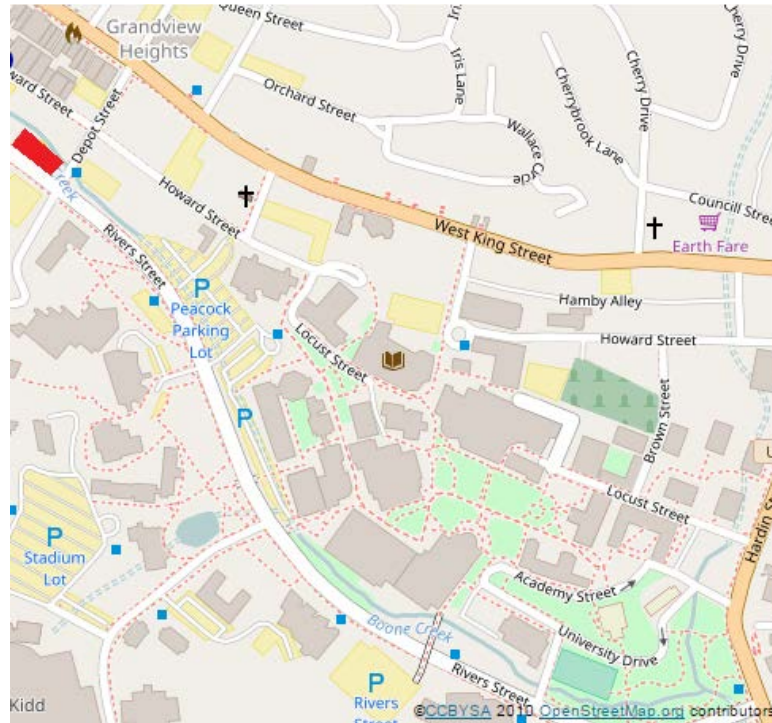 Queen Street
Grandview
Heights
Iris Lane
Cherry Drive
Cherry Drive
Orchard Street
Wallace Circle
Cherrybrook Lane
Depot Street
Howard Street
Creek
Rivers Street
Councill Street
Earth Fare
West King Street
P
Peacock
Parking
Lot
Hamby Alley
Howard Street
Locust Street
Brown Street
P
Locust Street
P
Stadium
Lot
Hardin S
Academy Street
University Drive
Boone Creek
Rivers Street
P
Rivers
Kidd
©CCBYSA 2010 OpenStreetMap.org contributors